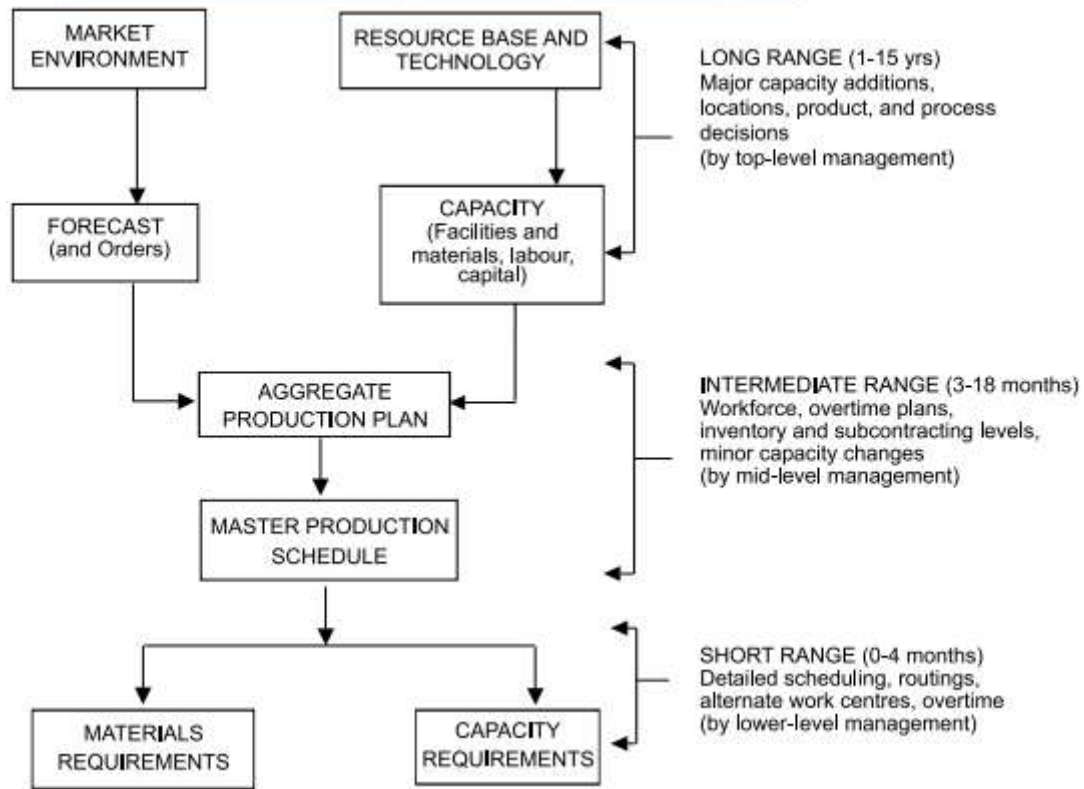 MARKET
ENVIRONMENT
RESOURCE BASE AND
TECHNOLOGY
LONG RANGE (1-15 yrs)
Major capacity additions,
locations, product, and process
decisions
(by top-level management)
FORECAST
(and Orders)
CAPACITY
(Facilities and
materials, labour,
capital)
AGGREGATE
PRODUCTION PLAN
INTERMEDIATE RANGE (3-18 months)
Workforce, overtime plans,
inventory and subcontracting levels,
minor capacity changes
(by mid-level management)
MASTER PRODUCTION
SCHEDULE
SHORT RANGE (0-4 months)
Detailed scheduling, routings,
alternate work centres, overtime
(by lower-level management)
MATERIALS
REQUIREMENTS
CAPACITY
REQUIREMENTS